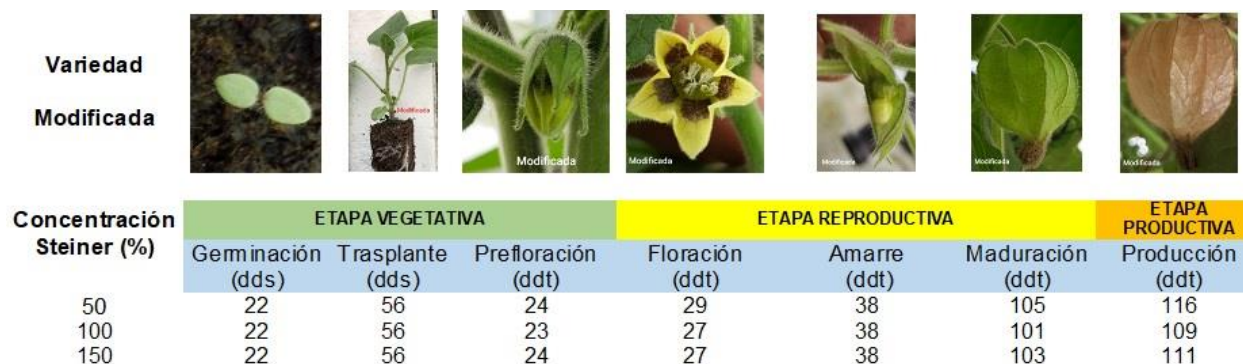 Variedad
Modificada
Modificada
Modificada
Modificada
Modificada
Modificada
Modificada
Concentración
Steiner (%)
ETAPA VEGETATIVA ETAPA REPRODUCTIVA ETAPA PRODUCTIVA
Germinación (dds) Trasplante (dds) Prefloración (ddt) Floración (ddt) Amarre (ddt) Maduración (ddt) Producción (ddt)
50 22 56 24 29 38 105 116
100 22 56 23 27 38 101 109
150 22 56 24 27 38 103 111